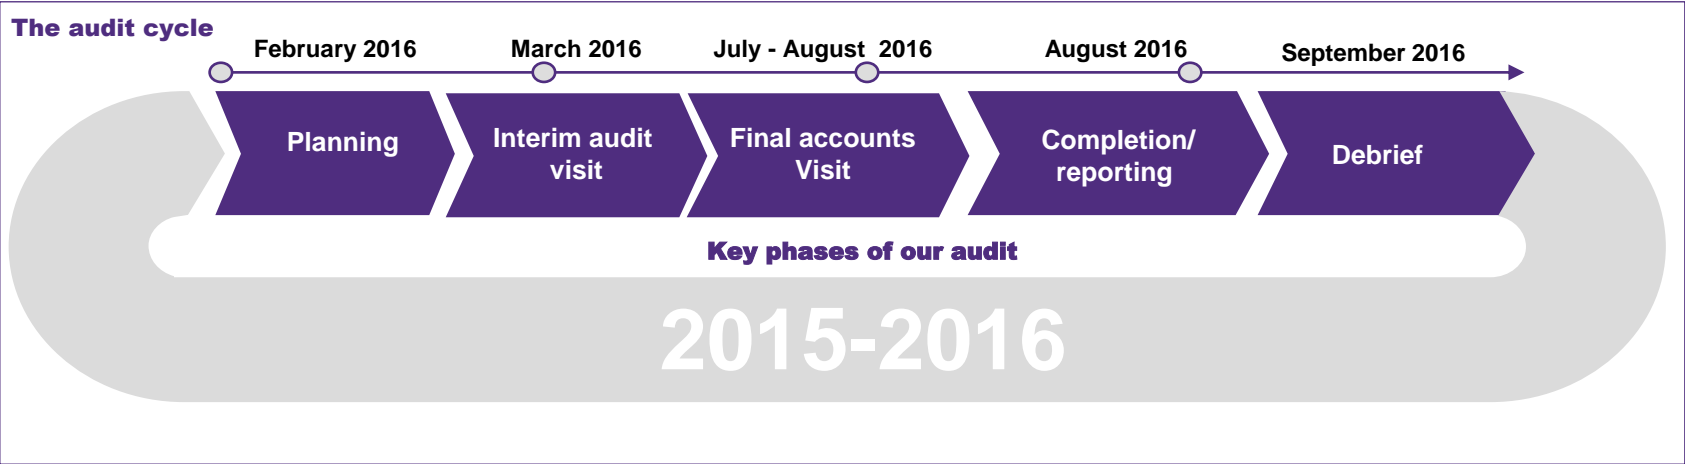 The audit cycle
February 2016
March 2016
July - August 2016
August 2016
September 2016
Planning
Interim audit
visit
Final accounts
Visit
Completion/
reporting
Debrief
Key phases of our audit
2015-2016